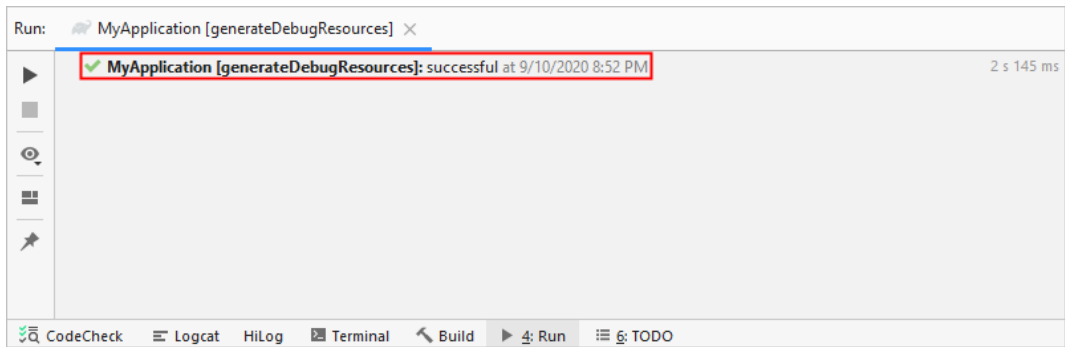 Run: MyApplication [generateDebugResources]
MyApplication [generateDebugResources]: successful at 9/10/2020 8:52 PM 2 s 145 ms
CodeCheck Logcat HiLog Terminal Build 4: Run 6: TODO